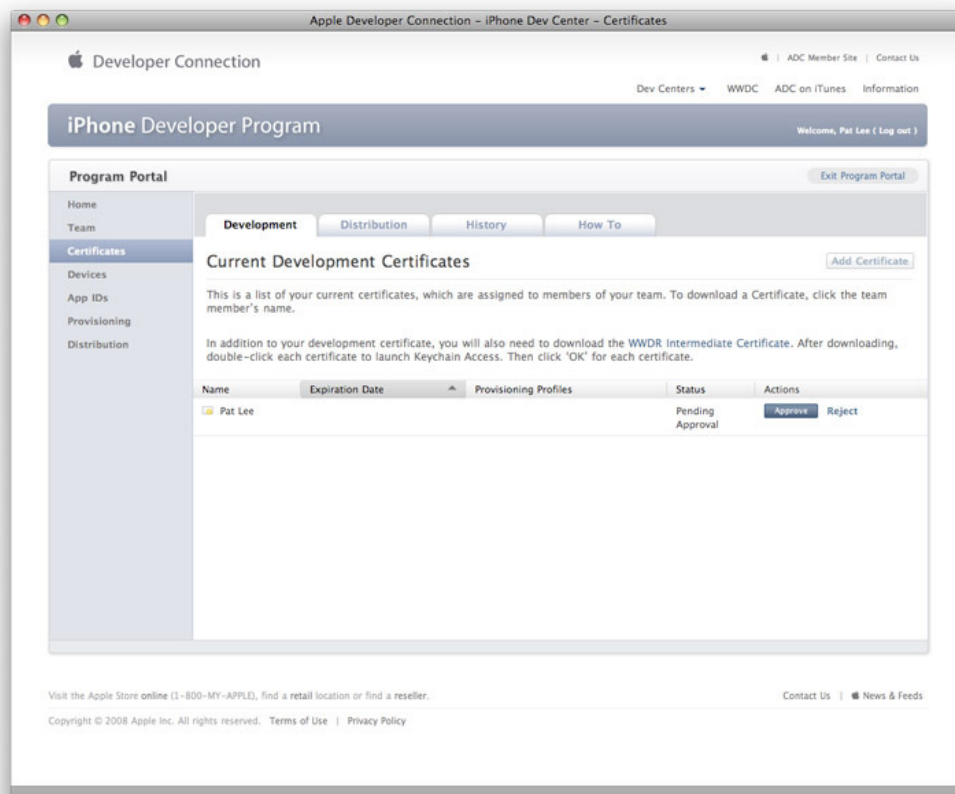 Apple Developer Connection – iPhone Dev Center – Certificates
Developer Connection
| ADC Member Site | Contact Us
Dev Centers WWDC ADC on iTunes Information
iPhone Developer Program
Welcome, Pat Lee ( Log out )
Program Portal
Exit Program Portal
Home
Team
Certificates
Devices
App IDs
Provisioning
Distribution
Development Distribution History How To
Current Development Certificates
Add Certificate
This is a list of your current certificates, which are assigned to members of your team. To download a Certificate, click the team
member's name.
In addition to your development certificate, you will also need to download the WWDR Intermediate Certificate. After downloading,
double-click each certificate to launch Keychain Access. Then click 'OK' for each certificate.
Name Expiration Date Provisioning Profiles Status Actions
Pat Lee Pending Approve Reject
Approval
Visit the Apple Store online (1-800-MY-APPLE), find a retail location or find a reseller.
Contact Us | News & Feeds
Copyright © 2008 Apple Inc. All rights reserved. Terms of Use | Privacy Policy